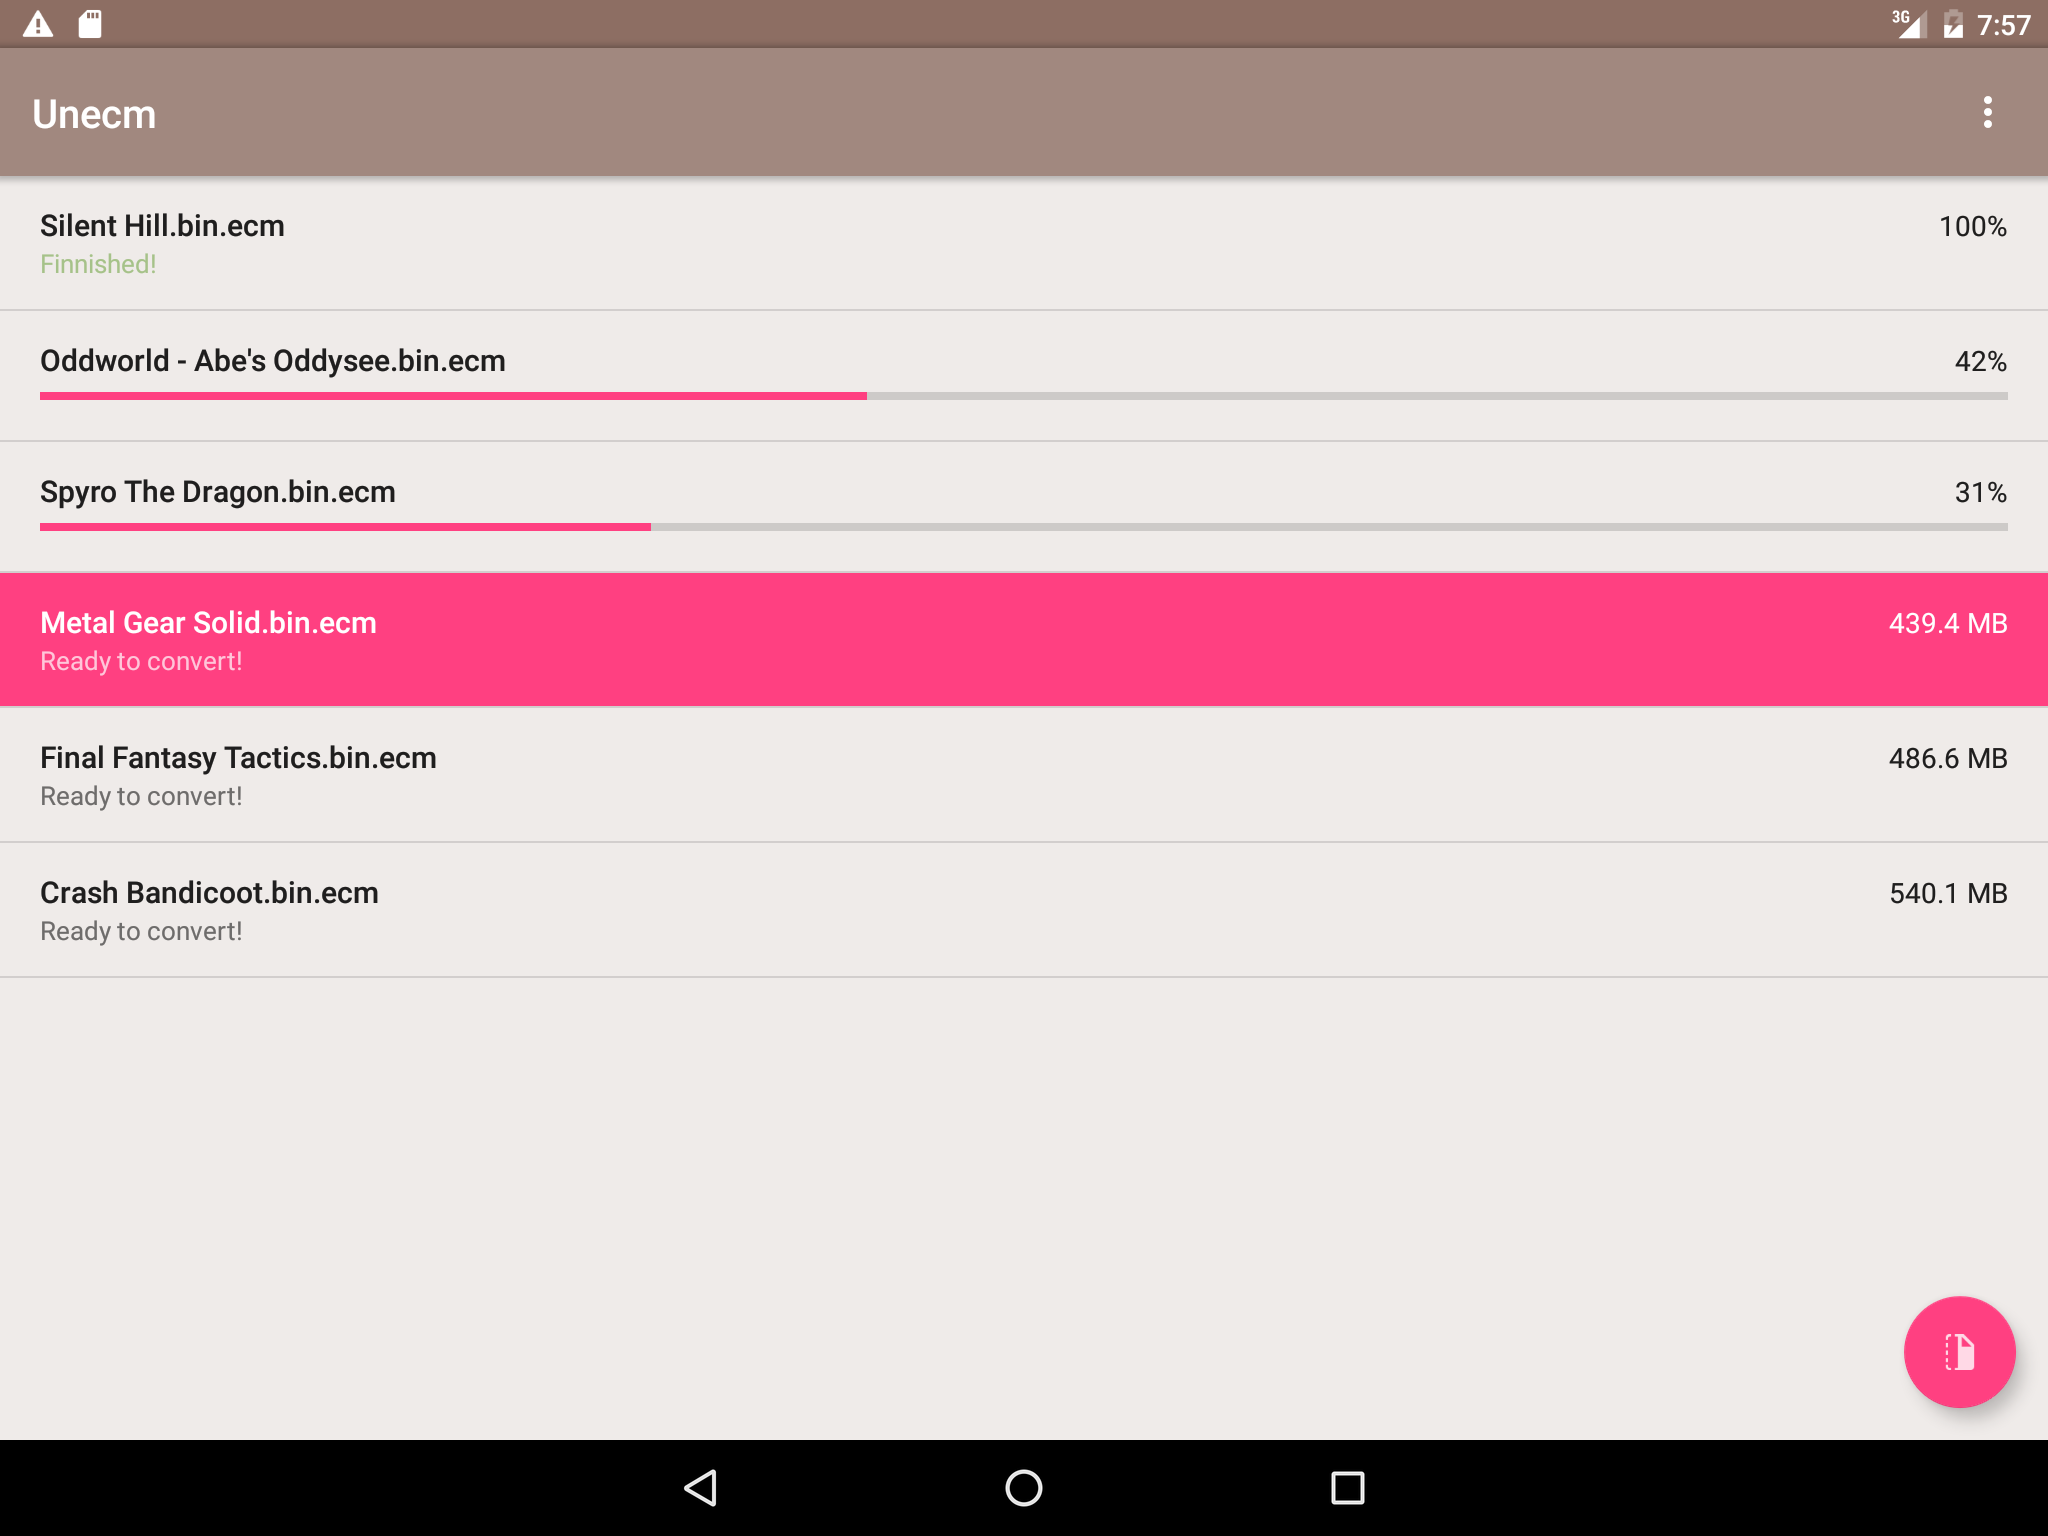 3G 7:57
Unecm
Silent Hill.bin.ecm 100%
Finnished!
Oddworld - Abe's Oddysee.bin.ecm 42%
Spyro The Dragon.bin.ecm 31%
Metal Gear Solid.bin.ecm 439.4 MB
Ready to convert!
Final Fantasy Tactics.bin.ecm 486.6 MB
Ready to convert!
Crash Bandicoot.bin.ecm 540.1 MB
Ready to convert!